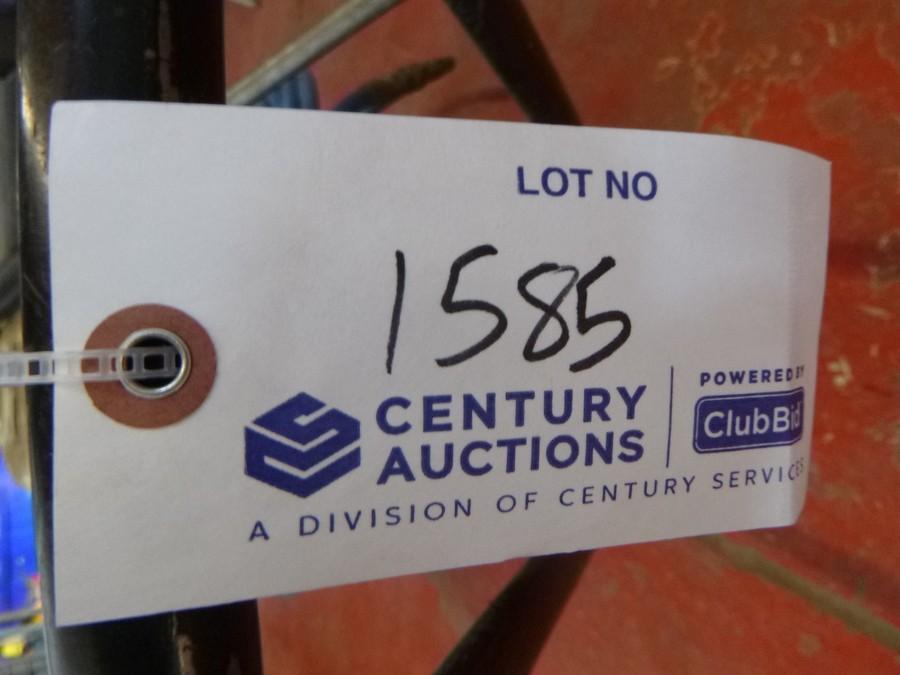 LOT NO
1585
CENTURY
AUCTIONS
POWERED BY
ClubBid
A DIVISION OF CENTURY SERVICES